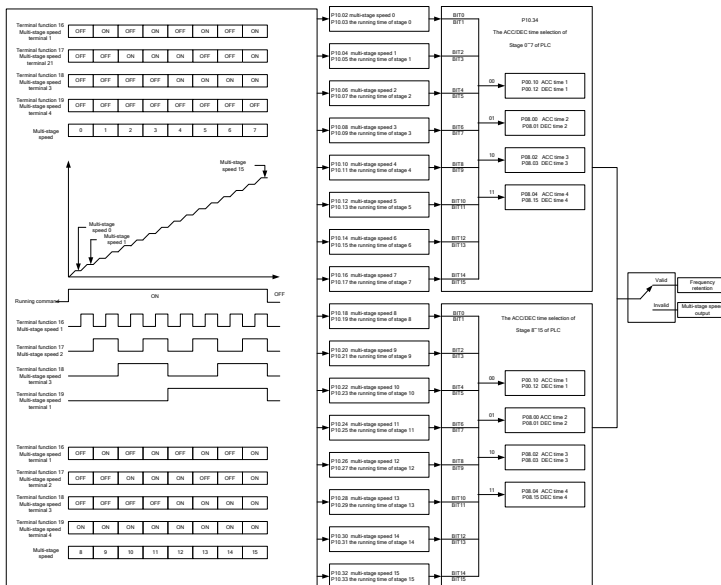 Terminal function 16
Multi-stage speed
terminal 1
OFF ON OFF ON OFF ON OFF ON
Terminal function 17
Multi-stage speed
terminal 21
OFF OFF ON ON OFF OFF ON ON
Terminal function 18
Multi-stage speed
terminal 3
OFF OFF OFF OFF ON ON ON ON
Terminal function 19
Multi-stage speed
terminal 4
OFF OFF OFF OFF OFF OFF OFF OFF
Multi-stage
speed
0 1 2 3 4 5 6 7
Multi-stage
speed 15
Multi-stage
speed 0
Multi-stage
speed 1
Running command
ON
OFF
Terminal function 16
Multi-stage speed 1
Terminal function 17
Multi-stage speed 2
Terminal function 18
Multi-stage speed
terminal 3
Terminal function 19
Multi-stage speed
terminal 1
Terminal function 16
Multi-stage speed
terminal 1
OFF ON OFF ON OFF ON OFF ON
Terminal function 17
Multi-stage speed
terminal 2
OFF OFF ON ON OFF OFF ON ON
Terminal function 18
Multi-stage speed
terminal 3
OFF OFF OFF OFF ON ON ON ON
Terminal function 19
Multi-stage speed
terminal 4
ON ON ON ON ON ON ON ON
Multi-stage
speed
8 9 10 11 12 13 14 15
P10.02 multi-stage speed 0
P10.03 the running time of stage 0
P10.04 multi-stage speed 1
P10.05 the running time of stage 1
P10.06 multi-stage speed 2
P10.07 the running time of stage 2
P10.08 multi-stage speed 3
P10.09 the running time of stage 3
P10.10 multi-stage speed 4
P10.11 the running time of stage 4
P10.12 multi-stage speed 5
P10.13 the running time of stage 5
P10.14 multi-stage speed 6
P10.15 the running time of stage 6
P10.16 multi-stage speed 7
P10.17 the running time of stage 7
P10.18 multi-stage speed 8
P10.19 the running time of stage 8
P10.20 multi-stage speed 9
P10.21 the running time of stage 9
P10.22 multi-stage speed 10
P10.23 the running time of stage 10
P10.24 multi-stage speed 11
P10.25 the running time of stage 11
P10.26 multi-stage speed 12
P10.27 the running time of stage 12
P10.28 multi-stage speed 13
P10.29 the running time of stage 13
P10.30 multi-stage speed 14
P10.31 the running time of stage 14
P10.32 multi-stage speed 15
P10.33 the running time of stage 15
P10.34
The ACC/DEC time selection of
Stage 0~7 of PLC
BIT0
BIT1
BIT2
BIT3
BIT4
BIT5
BIT6
BIT7
BIT8
BIT9
BIT10
BIT11
BIT12
BIT13
BIT14
BIT15
00
P00.10 ACC time 1
P00.12 DEC time 1
01
P08.00 ACC time 2
P08.01 DEC time 2
10
P08.02 ACC time 3
P08.03 DEC time 3
11
P08.04 ACC time 4
P08.15 DEC time 4
The ACC/DEC time selection of
Stage 8~15 of PLC
BIT0
BIT1
BIT2
BIT3
BIT4
BIT5
BIT6
BIT7
BIT8
BIT9
BIT10
BIT11
BIT12
BIT13
BIT14
BIT15
00
P00.10 ACC time 1
P00.12 DEC time 1
01
P08.00 ACC time 2
P08.01 DEC time 2
10
P08.02 ACC time 3
P08.03 DEC time 3
11
P08.04 ACC time 4
P08.15 DEC time 4
Valid
Frequency
retention
Invalid
Multi-stage speed
output